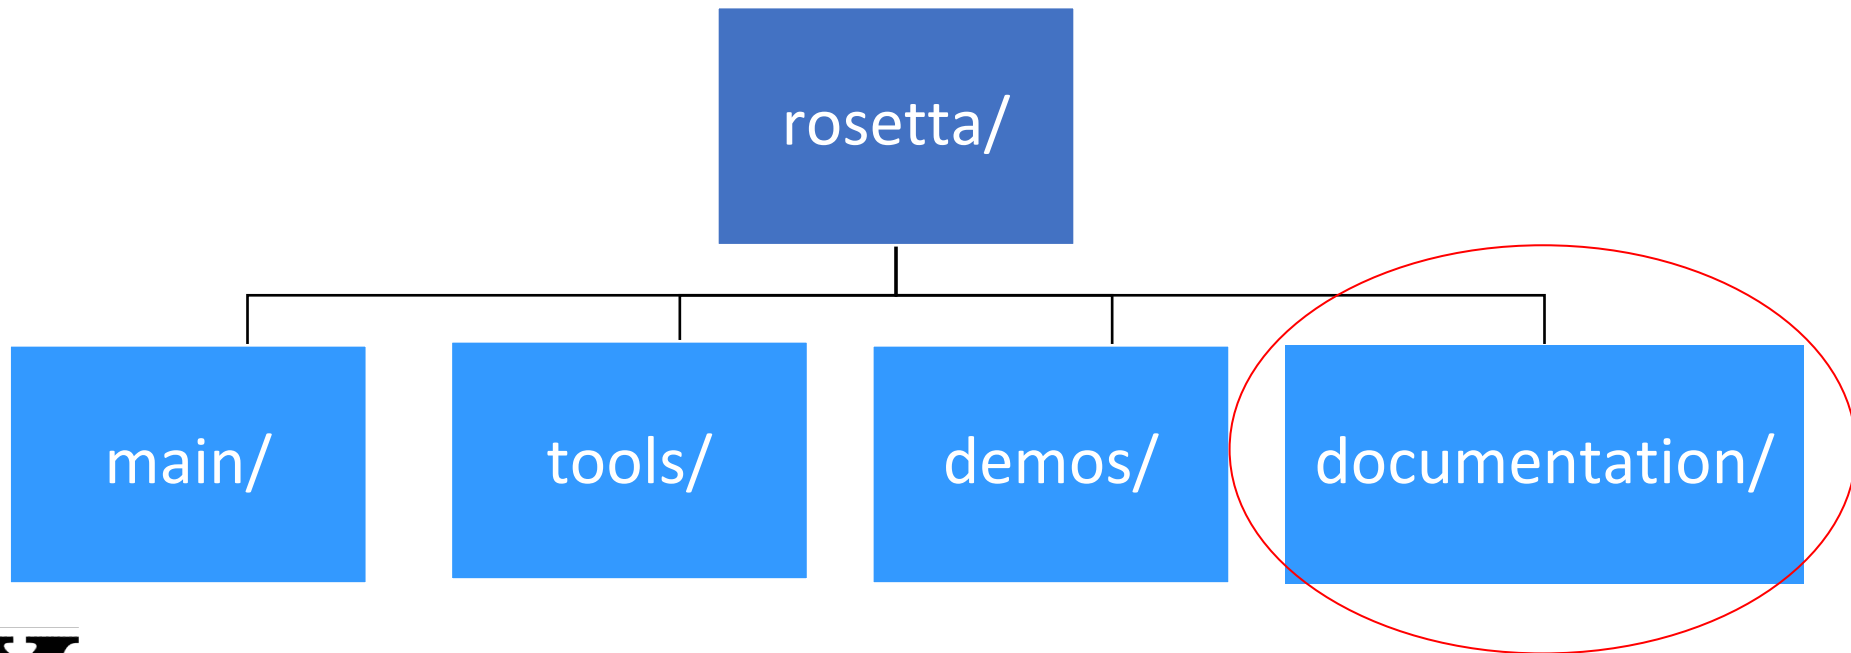 rosetta/
main/
tools/
demos/
documentation/